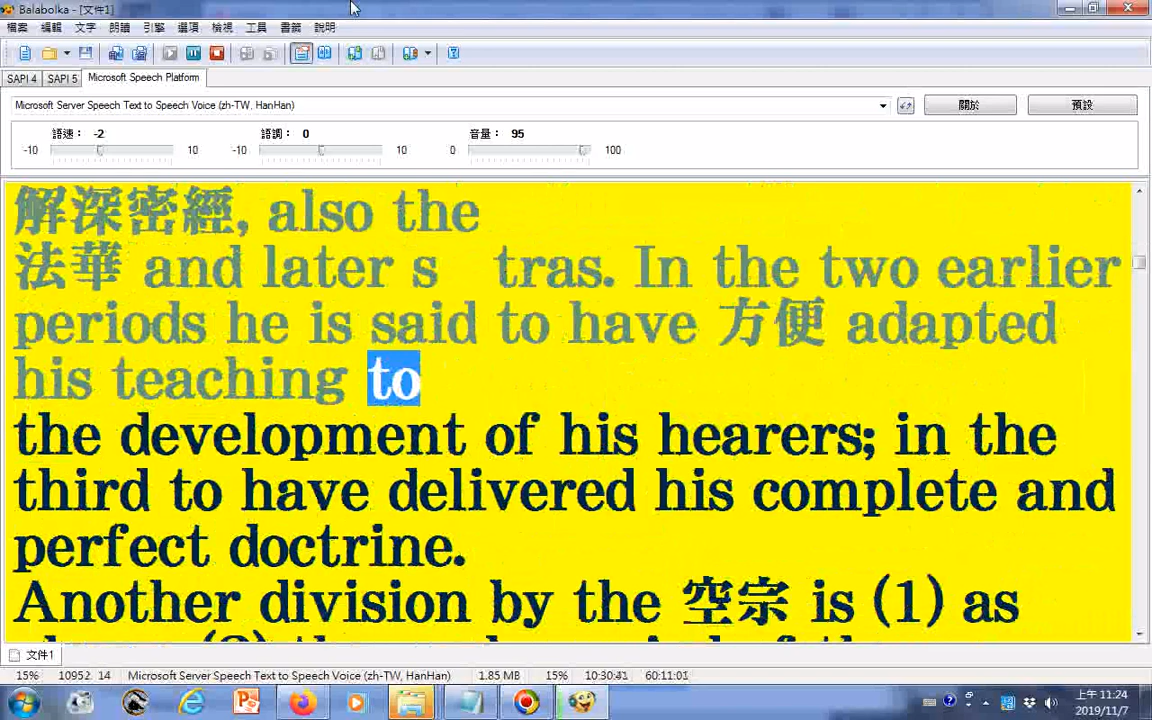 Balabolka - [文件1]
檔案 編輯 文字 朗讀 引擎 選項 檢視 工具 書籤 說明
SAPI 4 SAPI 5 Microsoft Speech Platform
Microsoft Server Speech Text to Speech Voice (zh-TW, HanHan) 關於 預設
語速： -2 語調： 0 音量： 95
-10 10 -10 10 0 100
解深密經, also the
法華 and later s tras. In the two earlier
periods he is said to have 方便 adapted
his teaching to
the development of his hearers; in the
third to have delivered his complete and
perfect doctrine.
Another division by the 空宗 is (1) as
文件1
15% 10952: 14 Microsoft Server Speech Text to Speech Voice (zh-TW, HanHan) 1.85 MB 15% 10:30:41 60:11:01
上午 11:24
2019/11/7